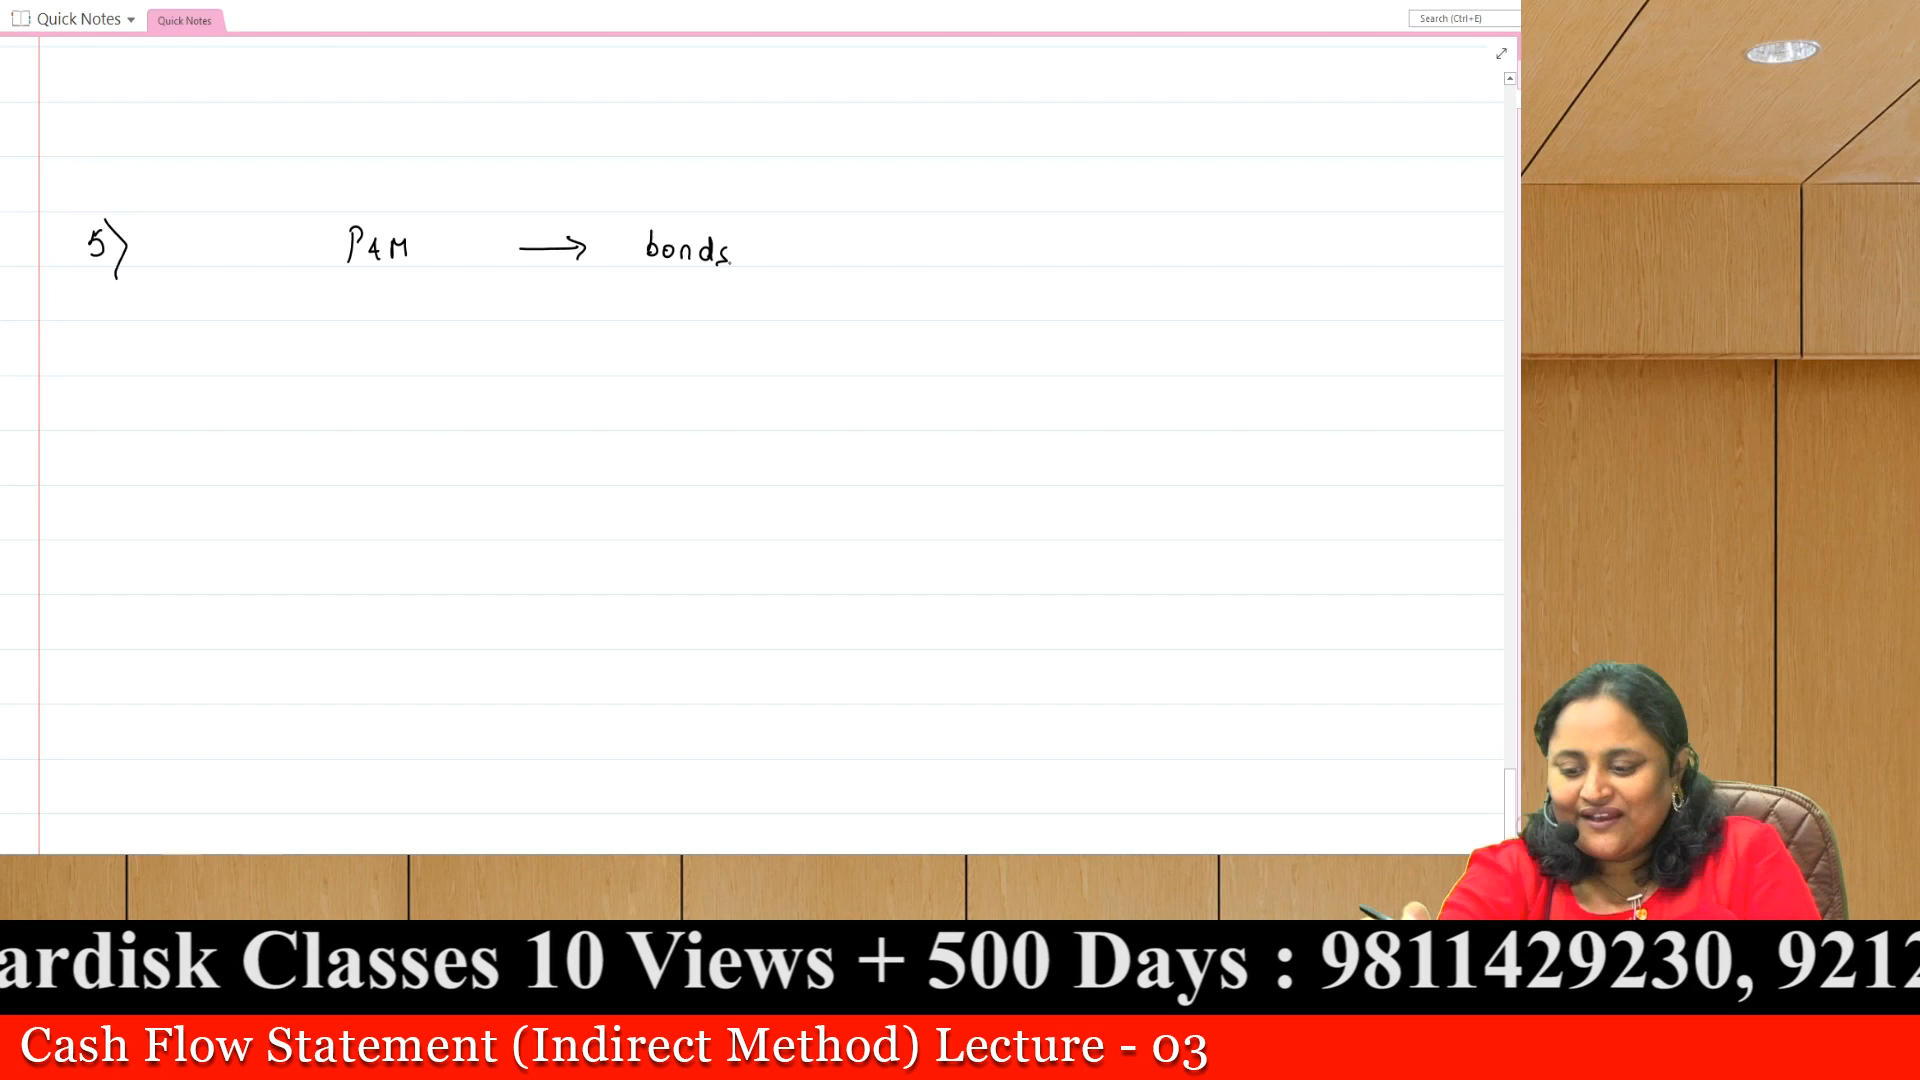 Quick Notes
Quick Notes
Search (Ctrl+E)
5) P&M → bonds
ardisk Classes 10 Views + 500 Days : 9811429230, 9212
Cash Flow Statement (Indirect Method) Lecture - 03